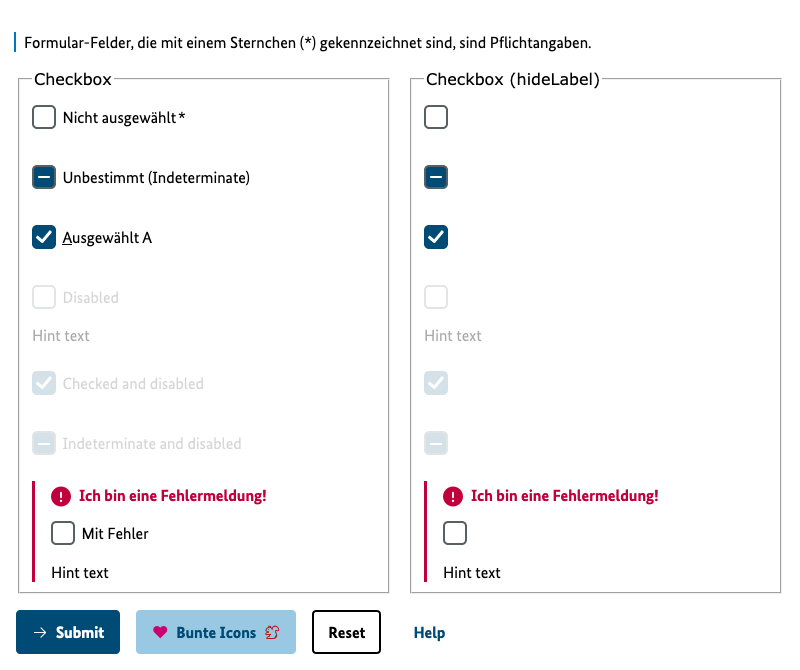 Formular-Felder, die mit einem Sternchen (*) gekennzeichnet sind, sind Pflichtangaben.
Checkbox
Nicht ausgewählt*
Unbestimmt (Indeterminate)
Ausgewählt A
Disabled
Hint text
Checked and disabled
Indeterminate and disabled
Ich bin eine Fehlermeldung!
Mit Fehler
Hint text
Checkbox (hideLabel)
Hint text
Ich bin eine Fehlermeldung!
Hint text
Submit
Bunte Icons
Reset
Help